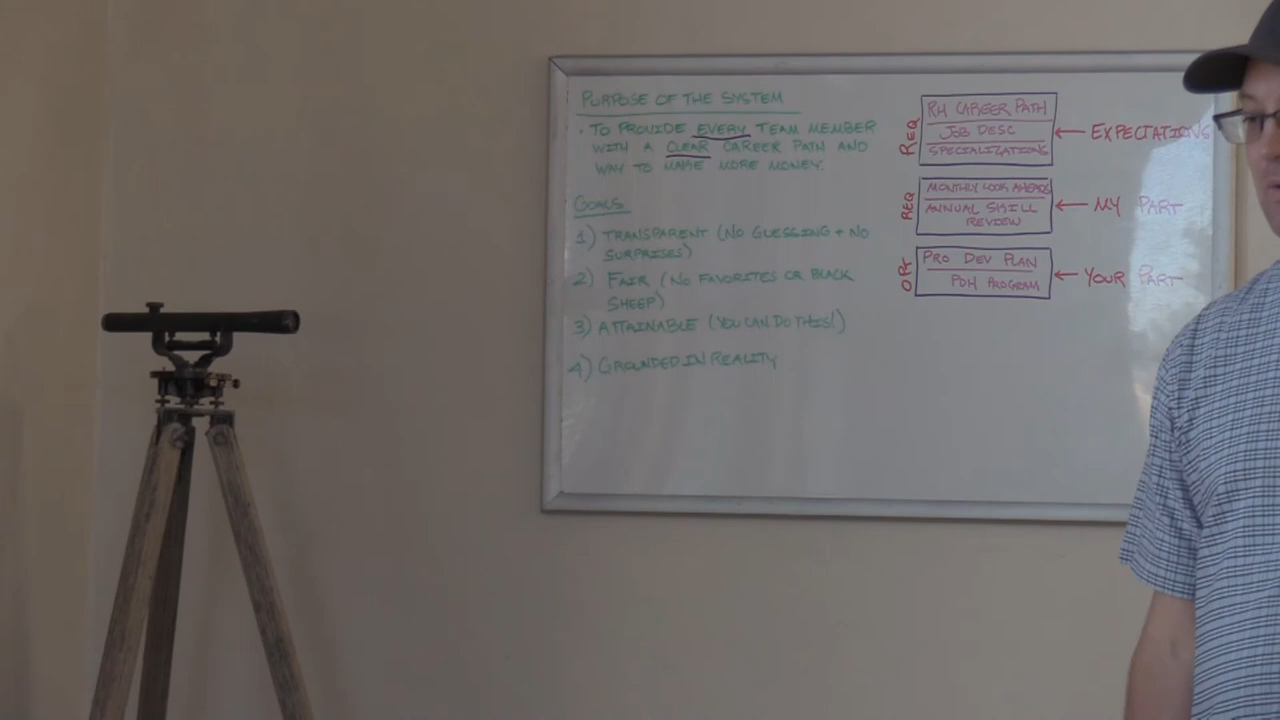 PURPOSE OF THE SYSTEM
· TO PROVIDE EVERY TEAM MEMBER
WITH A CLEAR CAREER PATH AND
WAY TO MAKE MORE MONEY.
GOALS
1) TRANSPARENT (NO GUESSING + NO
SURPRISES)
2) FAIR (NO FAVORITES OR BLACK
SHEEP)
3) ATTAINABLE (YOU CAN DO THIS!)
4) GROUNDED IN REALITY
REQ
RH CAREER PATH
JOB DESC
SPECIALIZATIONS
← EXPECTATIONS
REQ
MONTHLY LOOK AHEADS
ANNUAL SKILL
REVIEW
← MY PART
OPT
PRO DEV PLAN
PDH PROGRAM
← YOUR PART